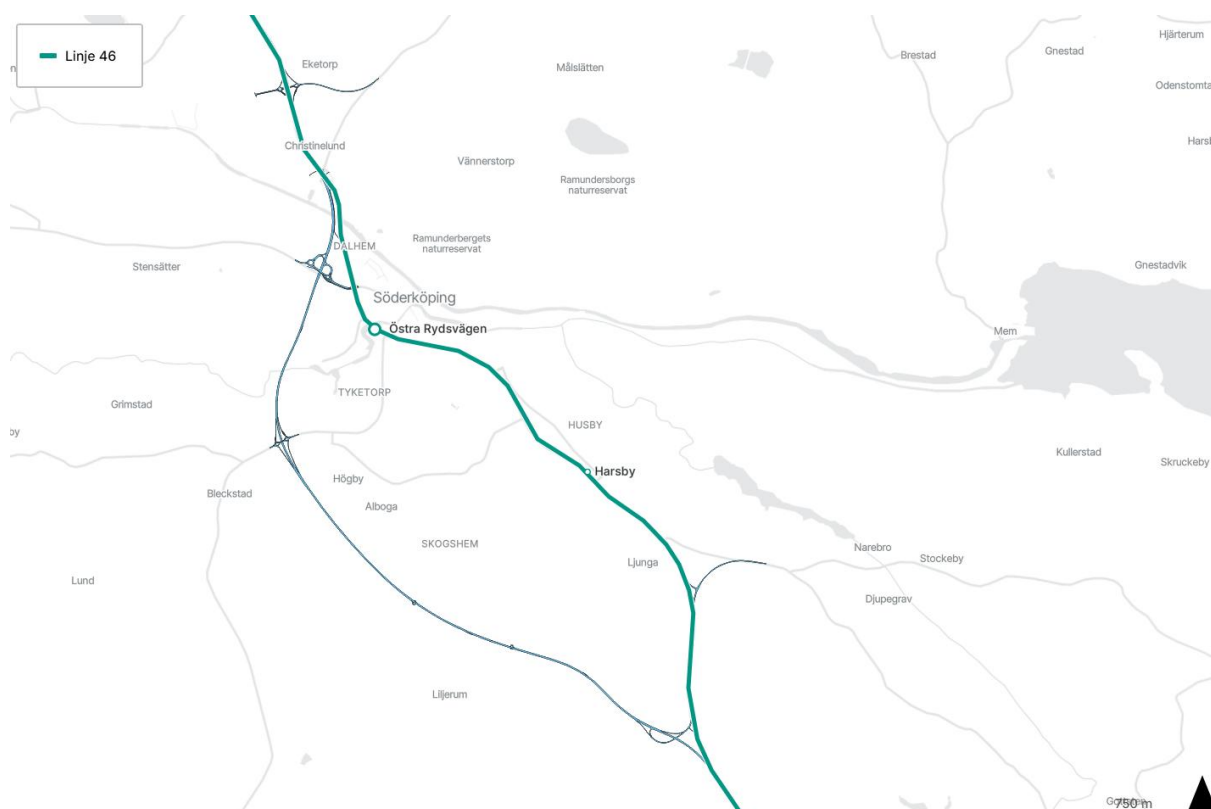 Linje 46
Eketorp
Målslätten
Brestad
Gnestad
Hjärterum
Odenstomta
Christinelund
Vännerstorp
Ramundersborgs
naturreservat
Ramunderbergets
naturreservat
DALHEM
Stensätter
Gnestadvik
Söderköping
Östra Rydsvägen
Mem
TYKETORP
Grimstad
HUSBY
by
Kullerstad
Skruckeby
Harsby
Högby
Bleckstad
Alboga
SKOGSHEM
Ljunga
Narebro
Stockeby
Lund
Djupegrav
Liljerum
750 m